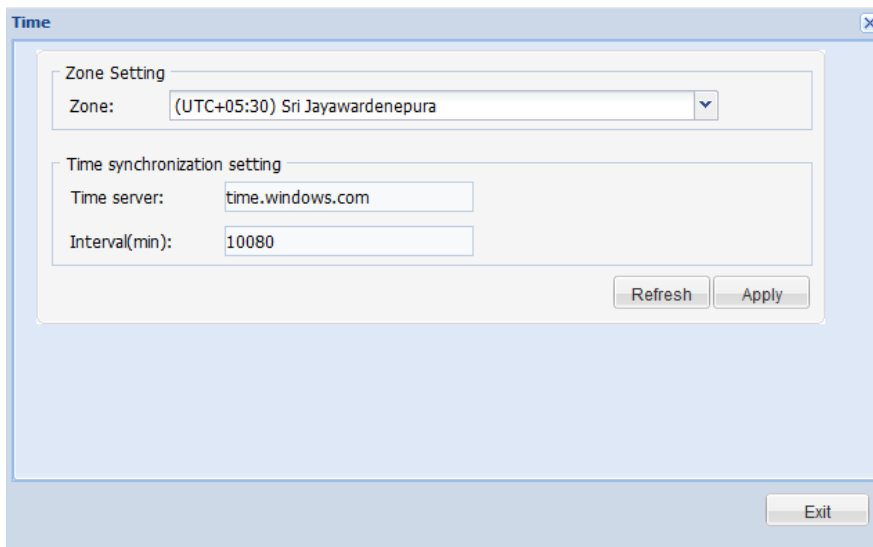 Time
Zone Setting
Zone: (UTC+05:30) Sri Jayawardenepura
Time synchronization setting
Time server: time.windows.com
Interval(min): 10080
Refresh Apply
Exit